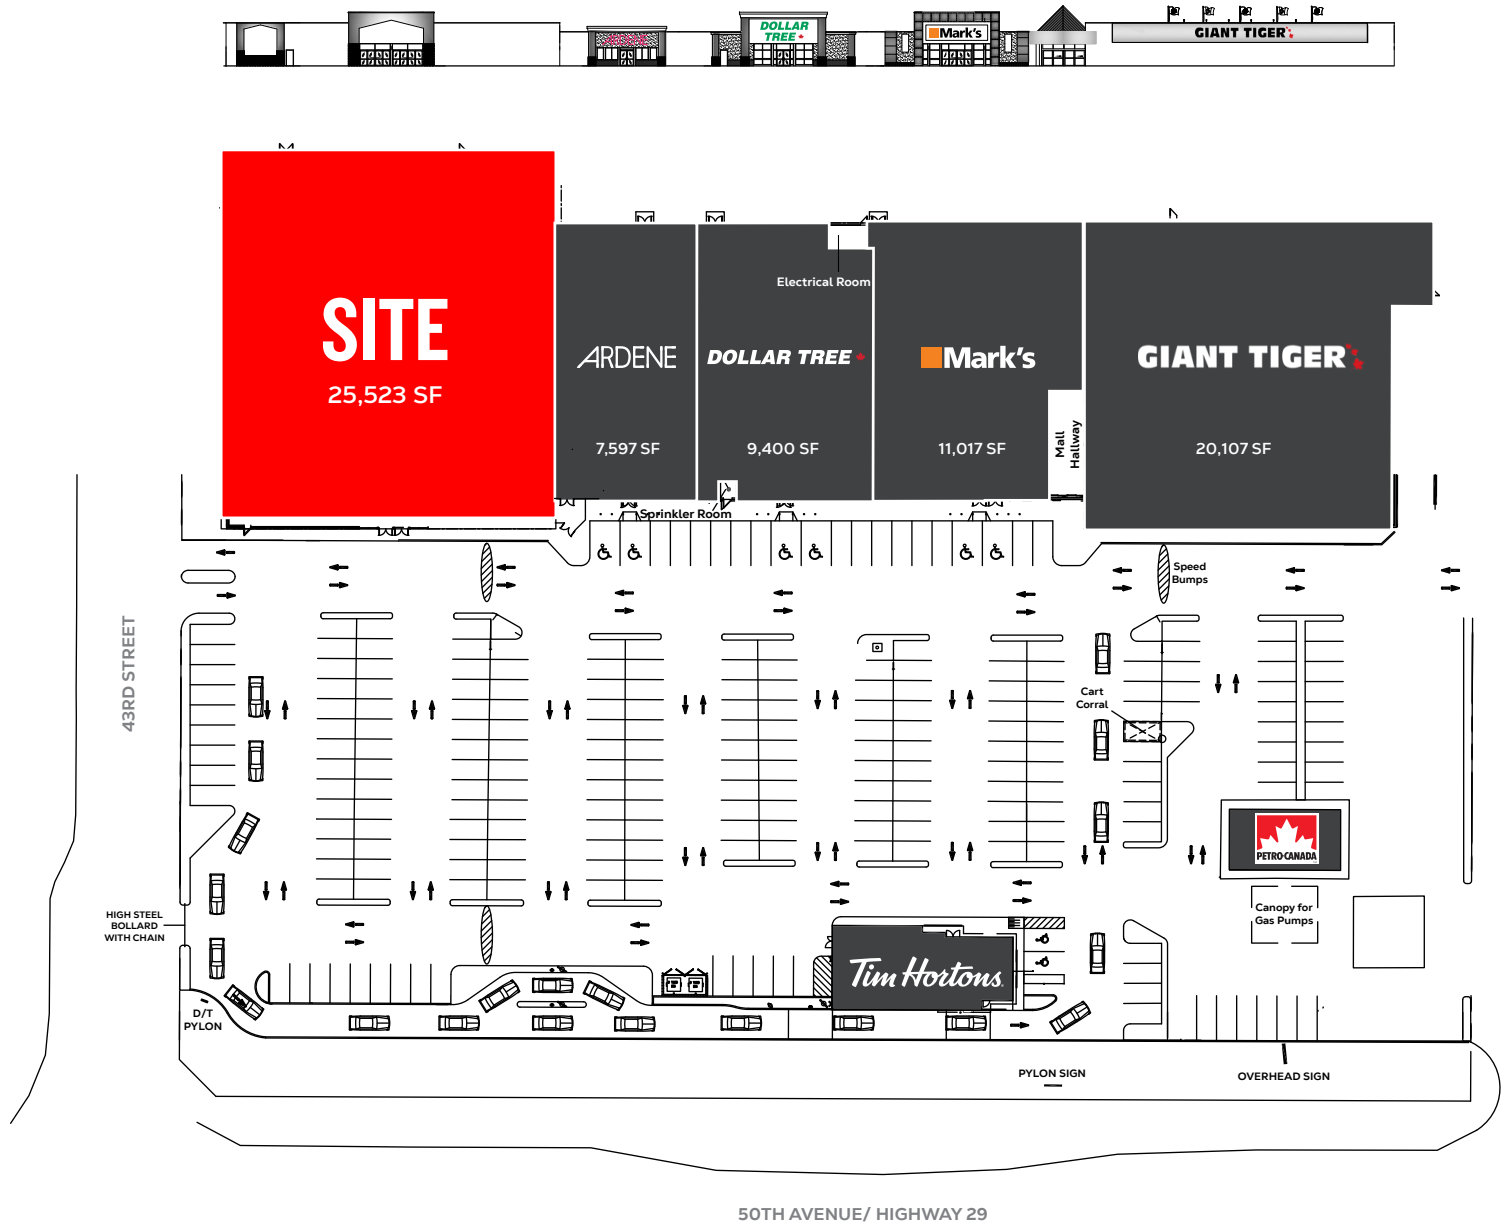 DOLLAR
TREE
Mark's
GIANT TIGER
SITE
25,523 SF
Electrical Room
ARDENE
DOLLAR TREE
Mark's
GIANT TIGER
7,597 SF
9,400 SF
11,017 SF
Mall
Hallway
20,107 SF
Sprinkler Room
Speed
Bumps
43RD STREET
Cart
Corral
PETRO-CANADA
HIGH STEEL
BOLLARD
WITH CHAIN
Canopy for
Gas Pumps
Tim Hortons
D/T
PYLON
PYLON SIGN
OVERHEAD SIGN
50TH AVENUE/ HIGHWAY 29